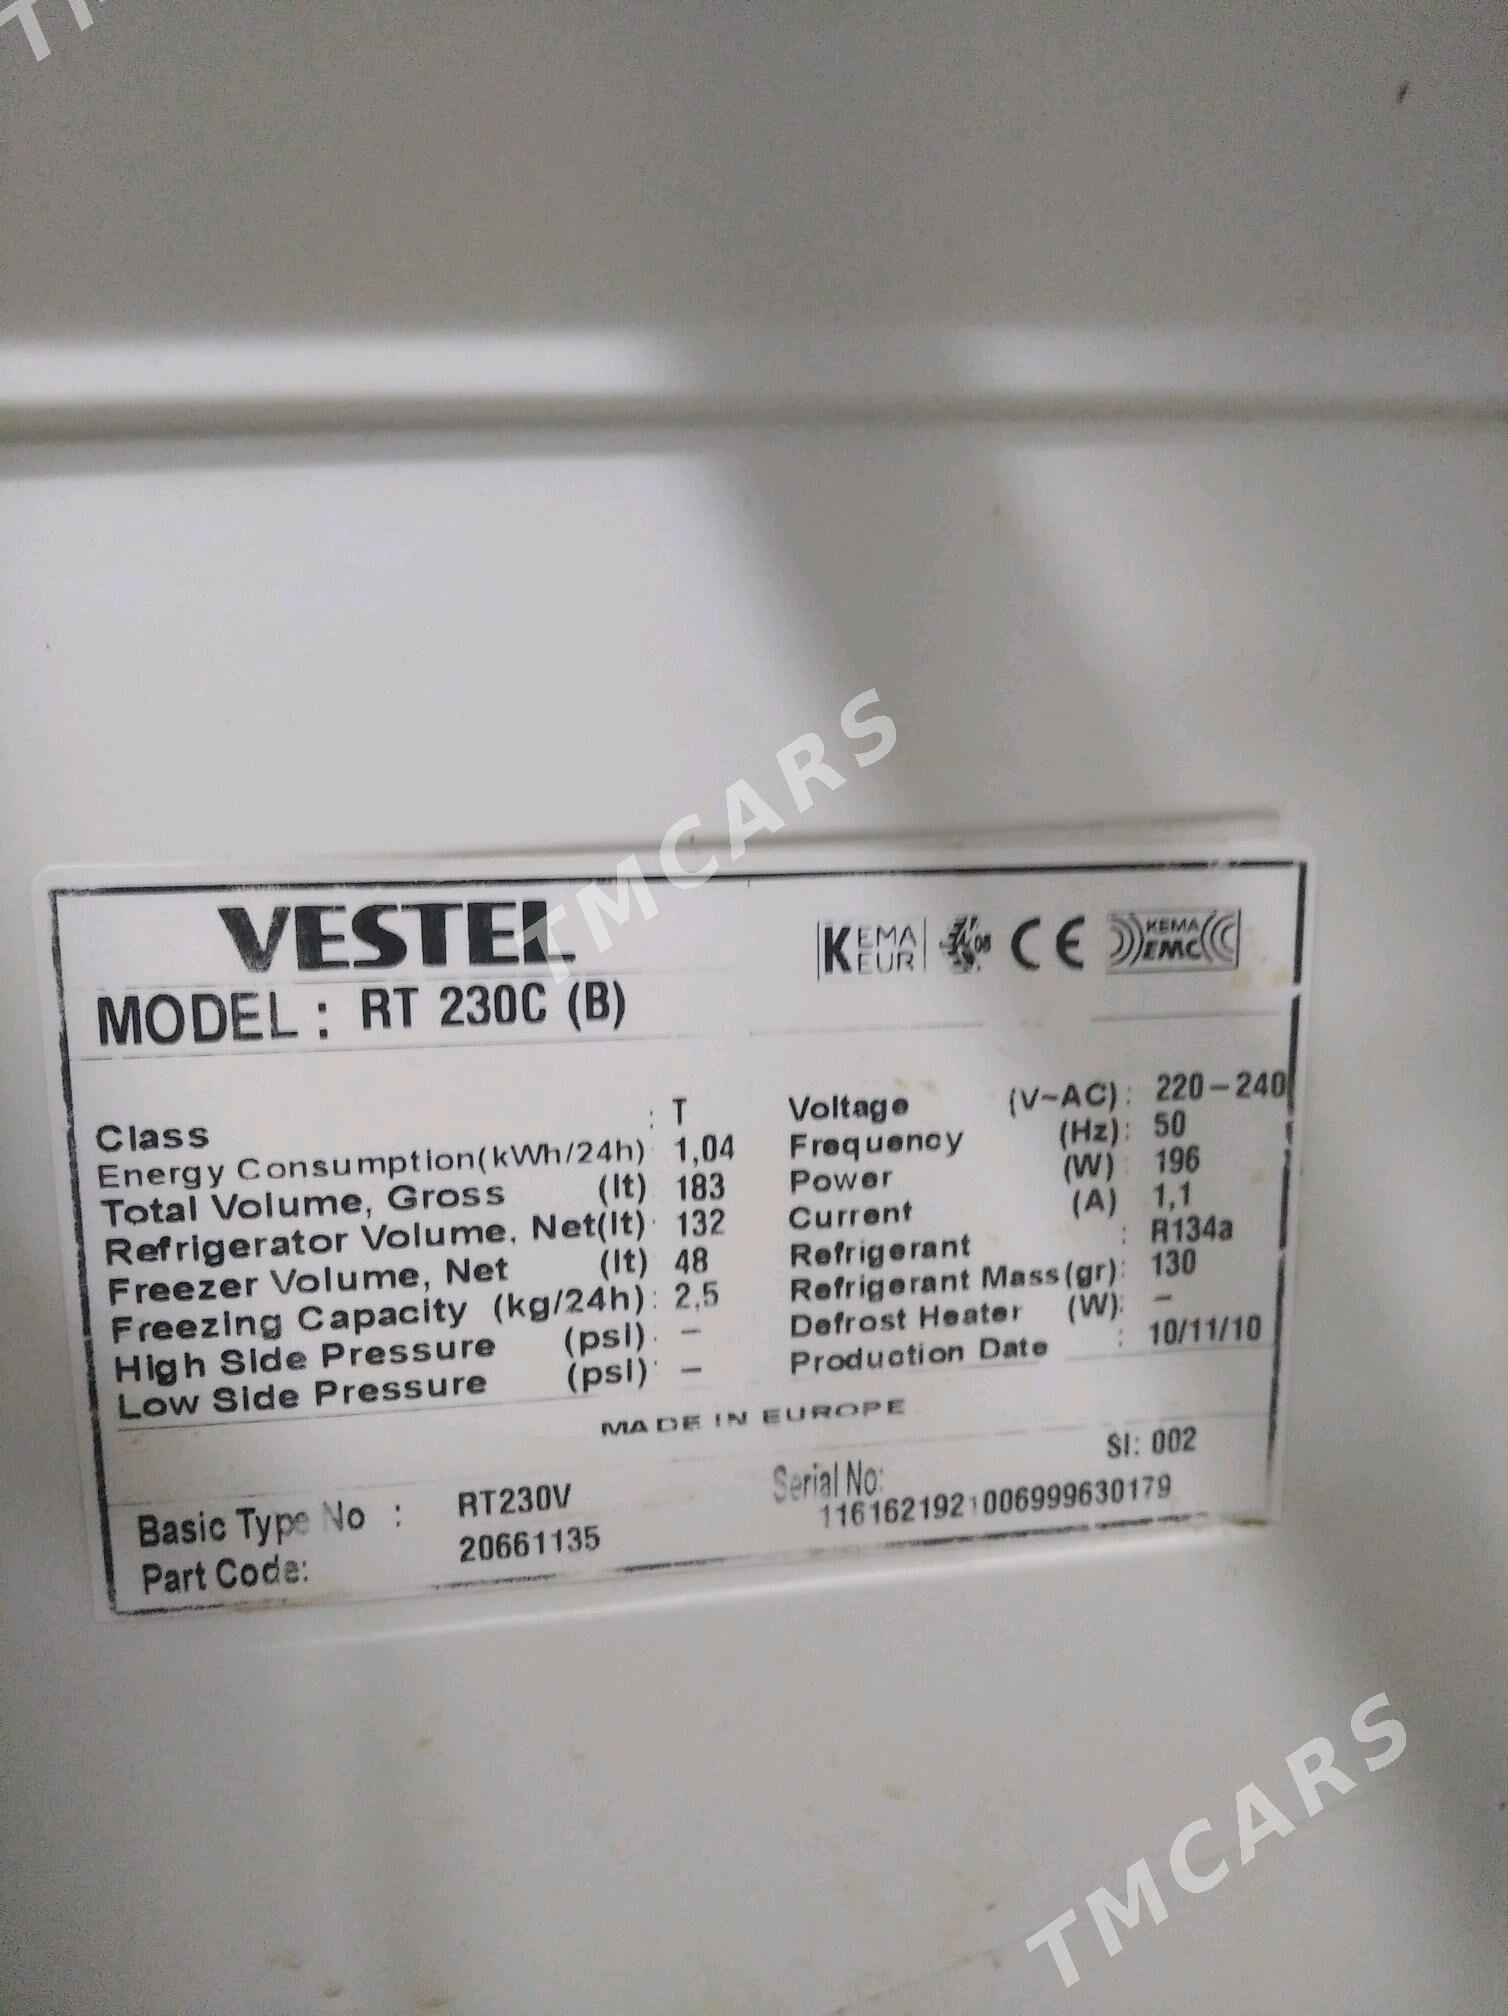 VESTEL
KEMA EUR 08 CE KEMA EMC
MODEL : RT 230C (B)
Class : T
Energy Consumption(kWh/24h) 1,04
Total Volume, Gross (lt) 183
Refrigerator Volume, Net(lt) 132
Freezer Volume, Net (lt) 48
Freezing Capacity (kg/24h): 2,5
High Side Pressure (psi). –
Low Side Pressure (psi) –
Voltage (V~AC): 220–240
Frequency (Hz): 50
Power (W) 196
Current (A) 1,1
Refrigerant : R134a
Refrigerant Mass(gr): 130
Defrost Heater (W): –
Production Date : 10/11/10
MADE IN EUROPE
SI: 002
Basic Type No : RT230V
Part Code: 20661135
Serial No:
1161621921006999630179
TMCARS
TMCARS